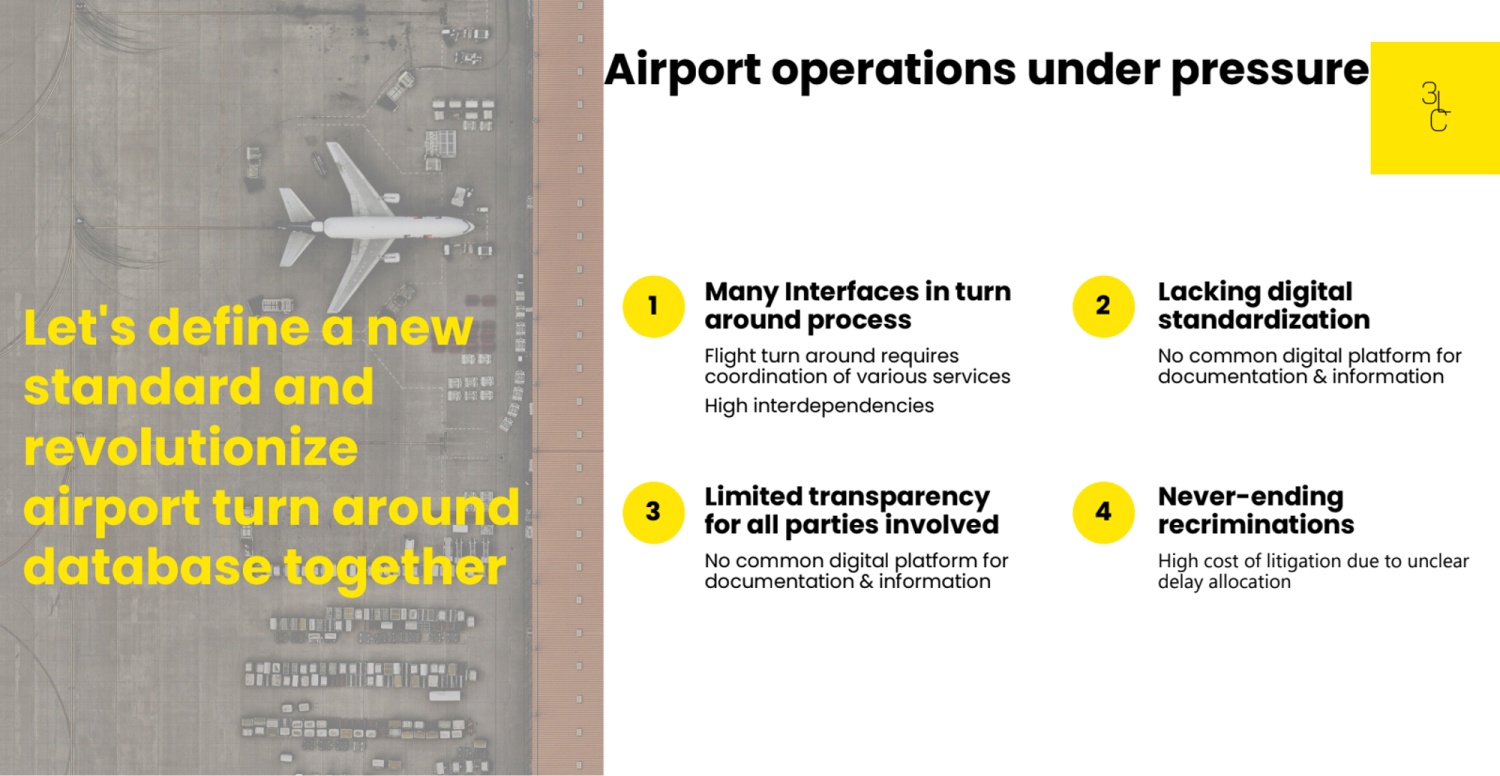 Airport operations under pressure
3LC
Let's define a new
standard and
revolutionize
airport turn around
database together
1
Many Interfaces in turn
around process
Flight turn around requires
coordination of various services
High interdependencies
2
Lacking digital
standardization
No common digital platform for
documentation & information
3
Limited transparency
for all parties involved
No common digital platform for
documentation & information
4
Never-ending
recriminations
High cost of litigation due to unclear
delay allocation